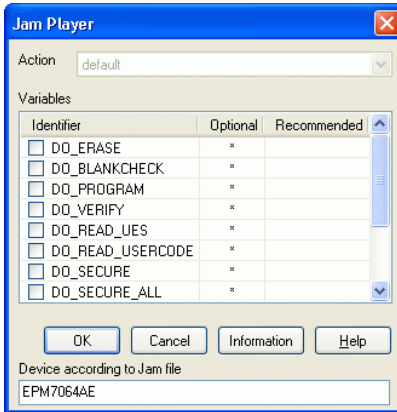 Jam Player
Action default
Variables
Identifier Optional Recommended
DO_ERASE *
DO_BLANKCHECK *
DO_PROGRAM *
DO_VERIFY *
DO_READ_UES *
DO_READ_USERCODE *
DO_SECURE *
DO_SECURE_ALL *
OK Cancel Information Help
Device according to Jam file
EPM7064AE